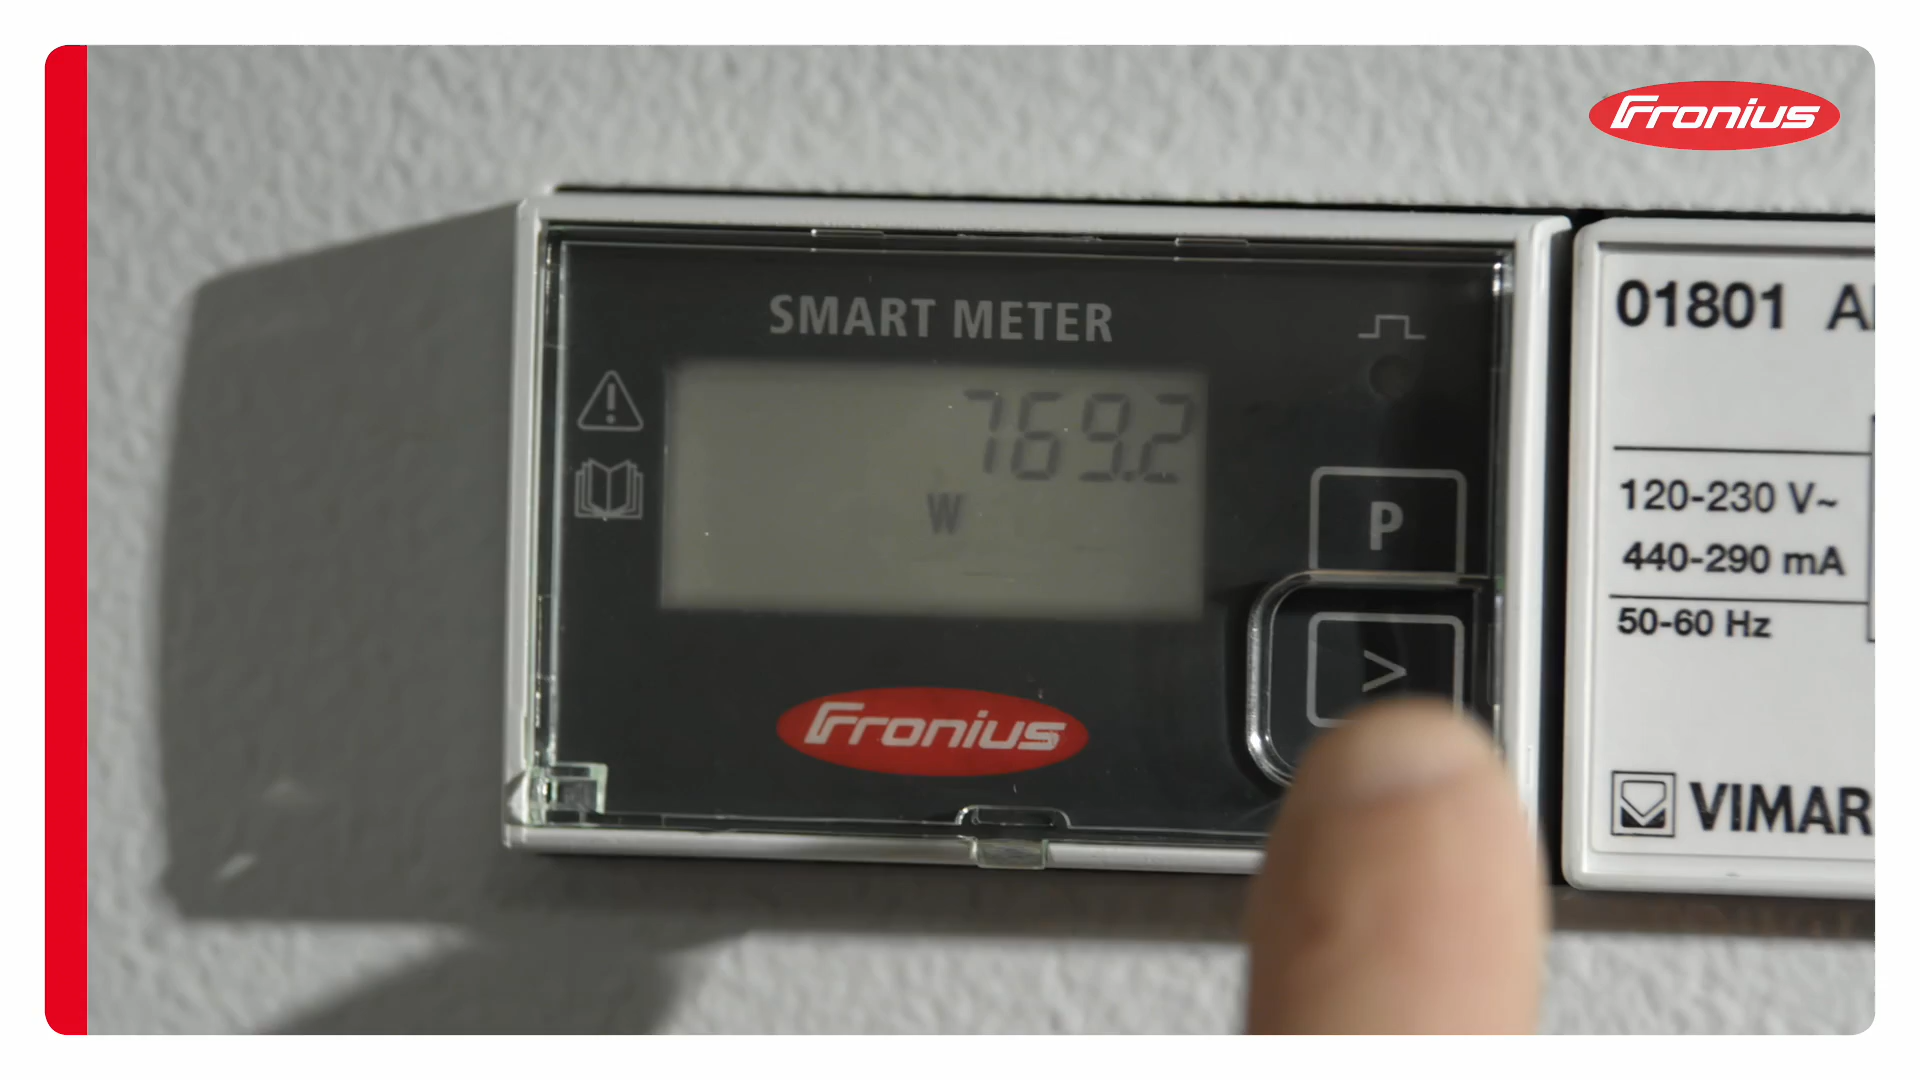 Fronius
SMART METER
769.2
W
P
>
Fronius
01801
120-230 V~
440-290 mA
50-60 Hz
VIMAR